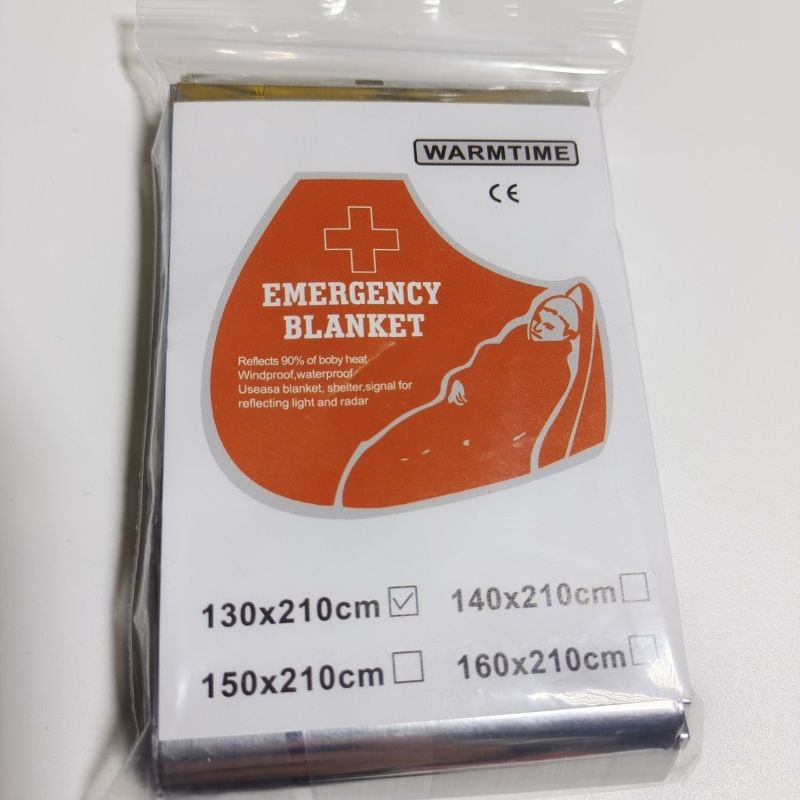 WARMTIME
CE
EMERGENCY
BLANKET
Reflects 90% of boby heat
Windproof,waterproof
Useasa blanket, shelter,signal for
reflecting light and radar
130x210cm 140x210cm
150x210cm 160x210cm